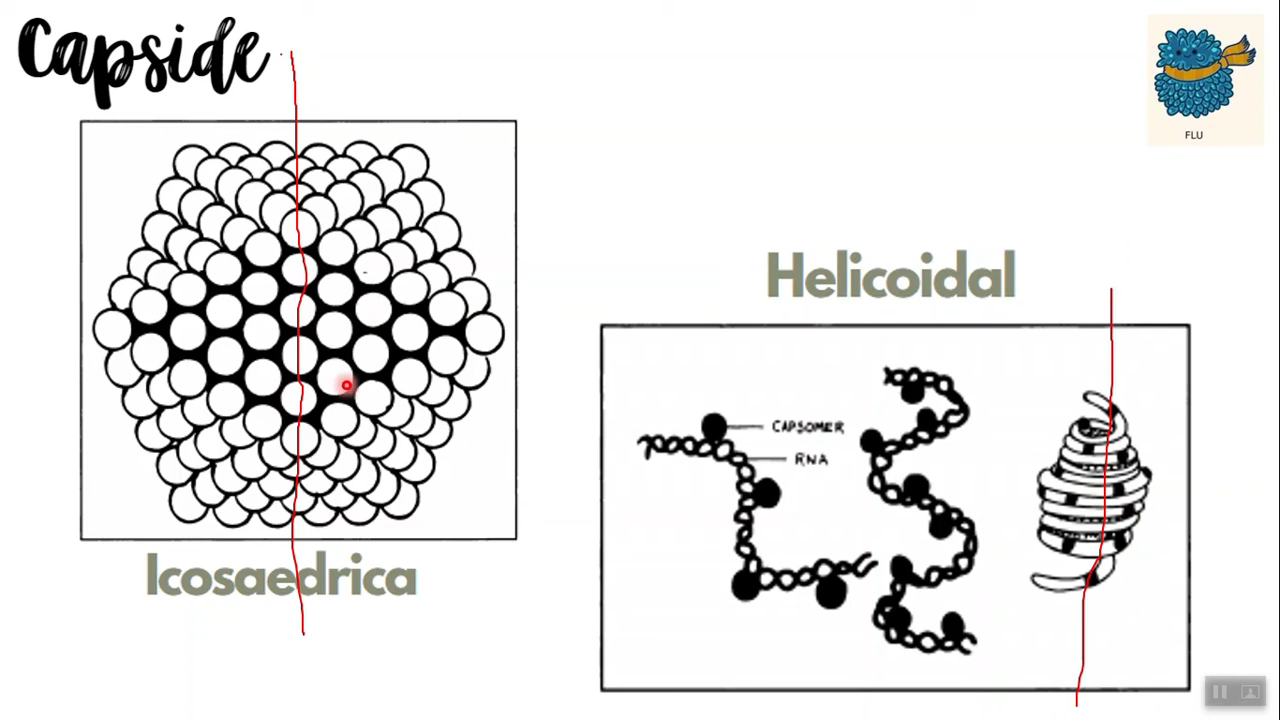 Capside
FLU
Helicoidal
CAPSOMER
RNA
Icosaedrica